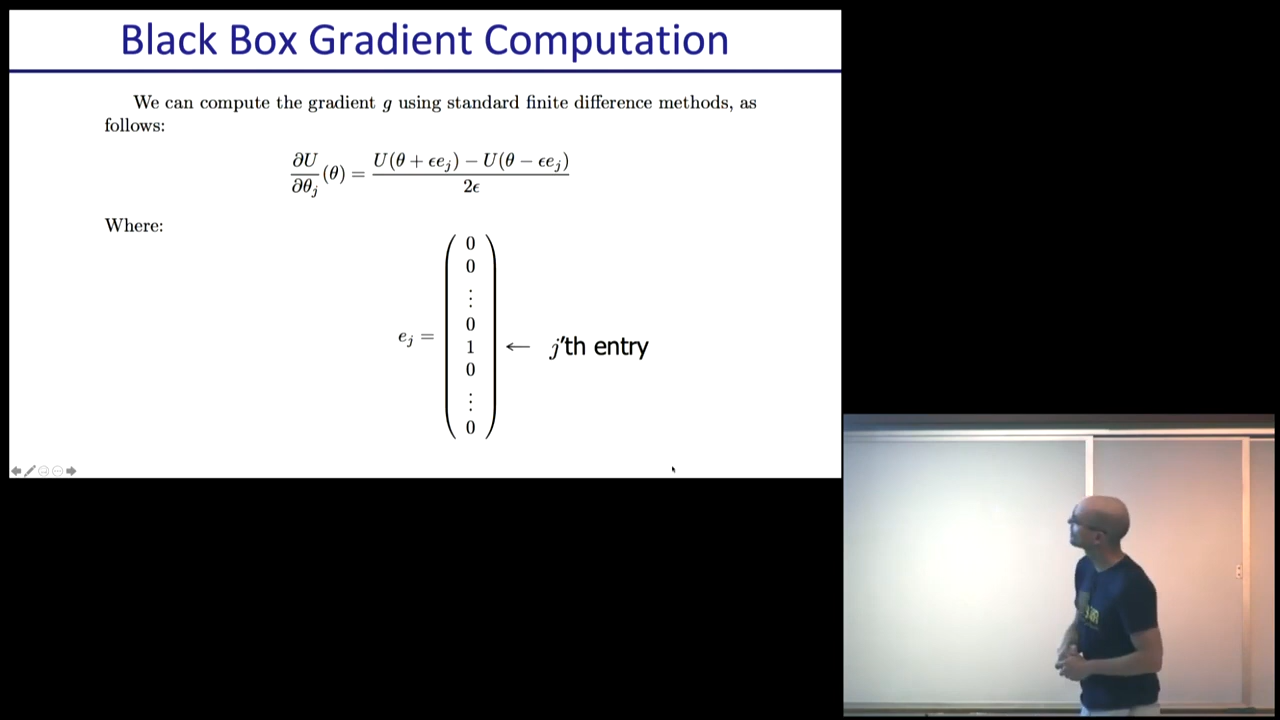 Black Box Gradient Computation
We can compute the gradient g using standard finite difference methods, as
follows:
∂U/∂θ_j (θ) = (U(θ + εe_j) − U(θ − εe_j)) / 2ε
Where:
e_j = ( 0 0 ⋮ 0 1 0 ⋮ 0 ) ← j'th entry